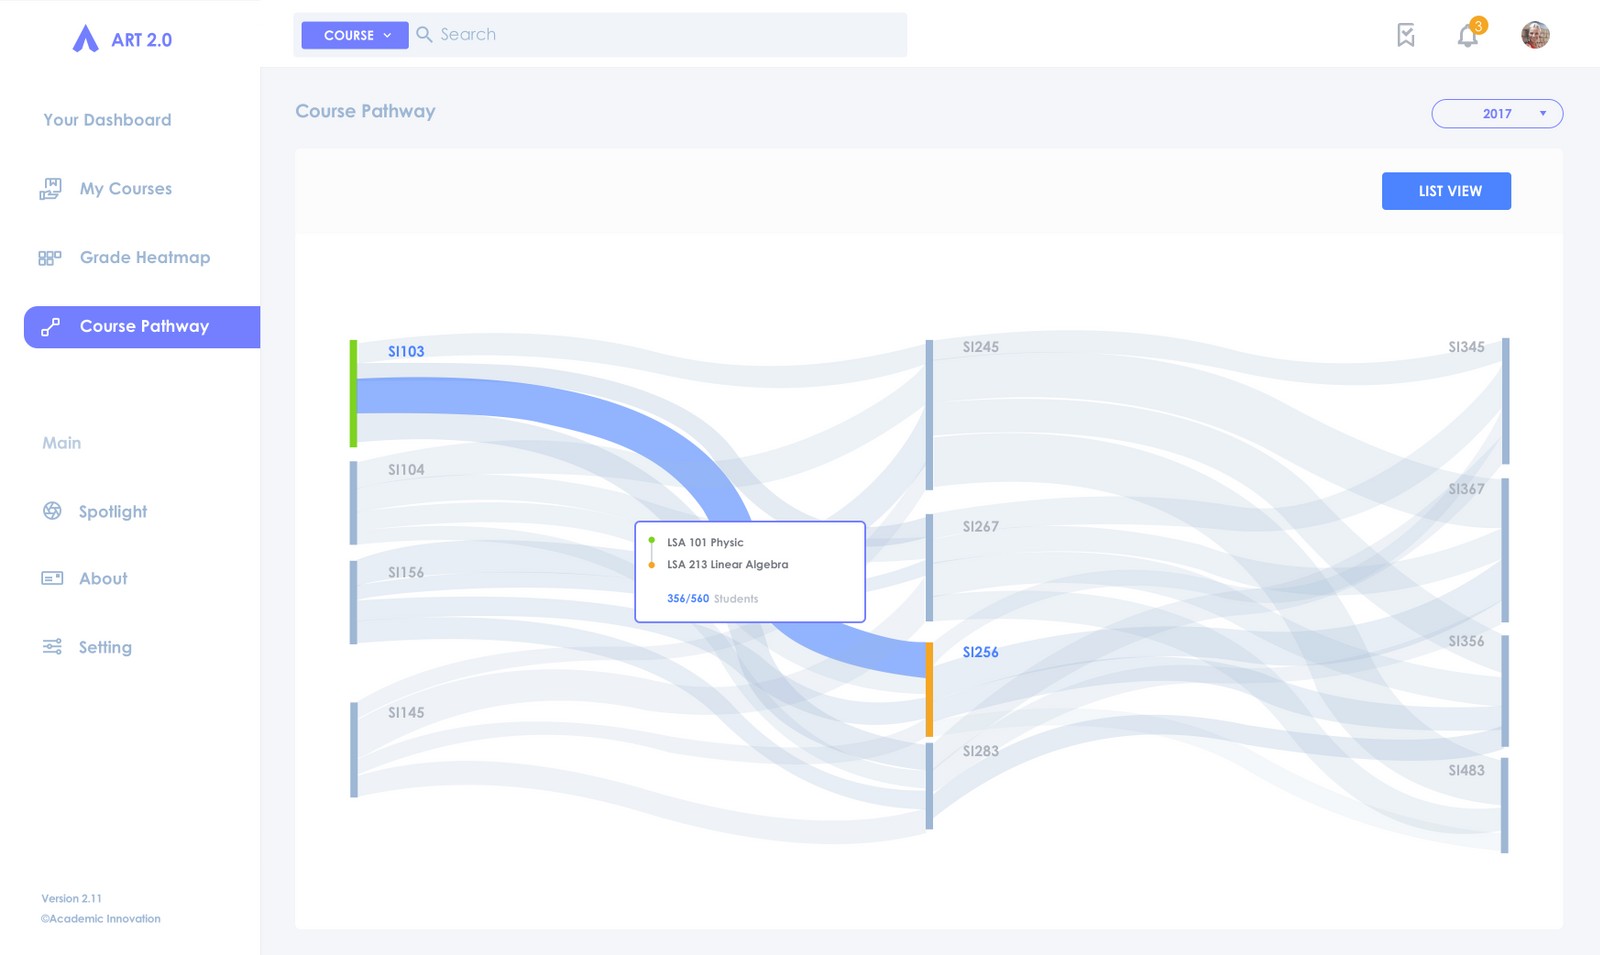 ART 2.0
COURSE
Search
3
Your Dashboard
My Courses
Grade Heatmap
Course Pathway
Main
Spotlight
About
Setting
Version 2.11
©Academic Innovation
Course Pathway
2017
LIST VIEW
SI103
SI104
SI156
SI145
SI245
SI267
SI256
SI283
SI345
SI367
SI356
SI483
LSA 101 Physic
LSA 213 Linear Algebra
356/560 Students